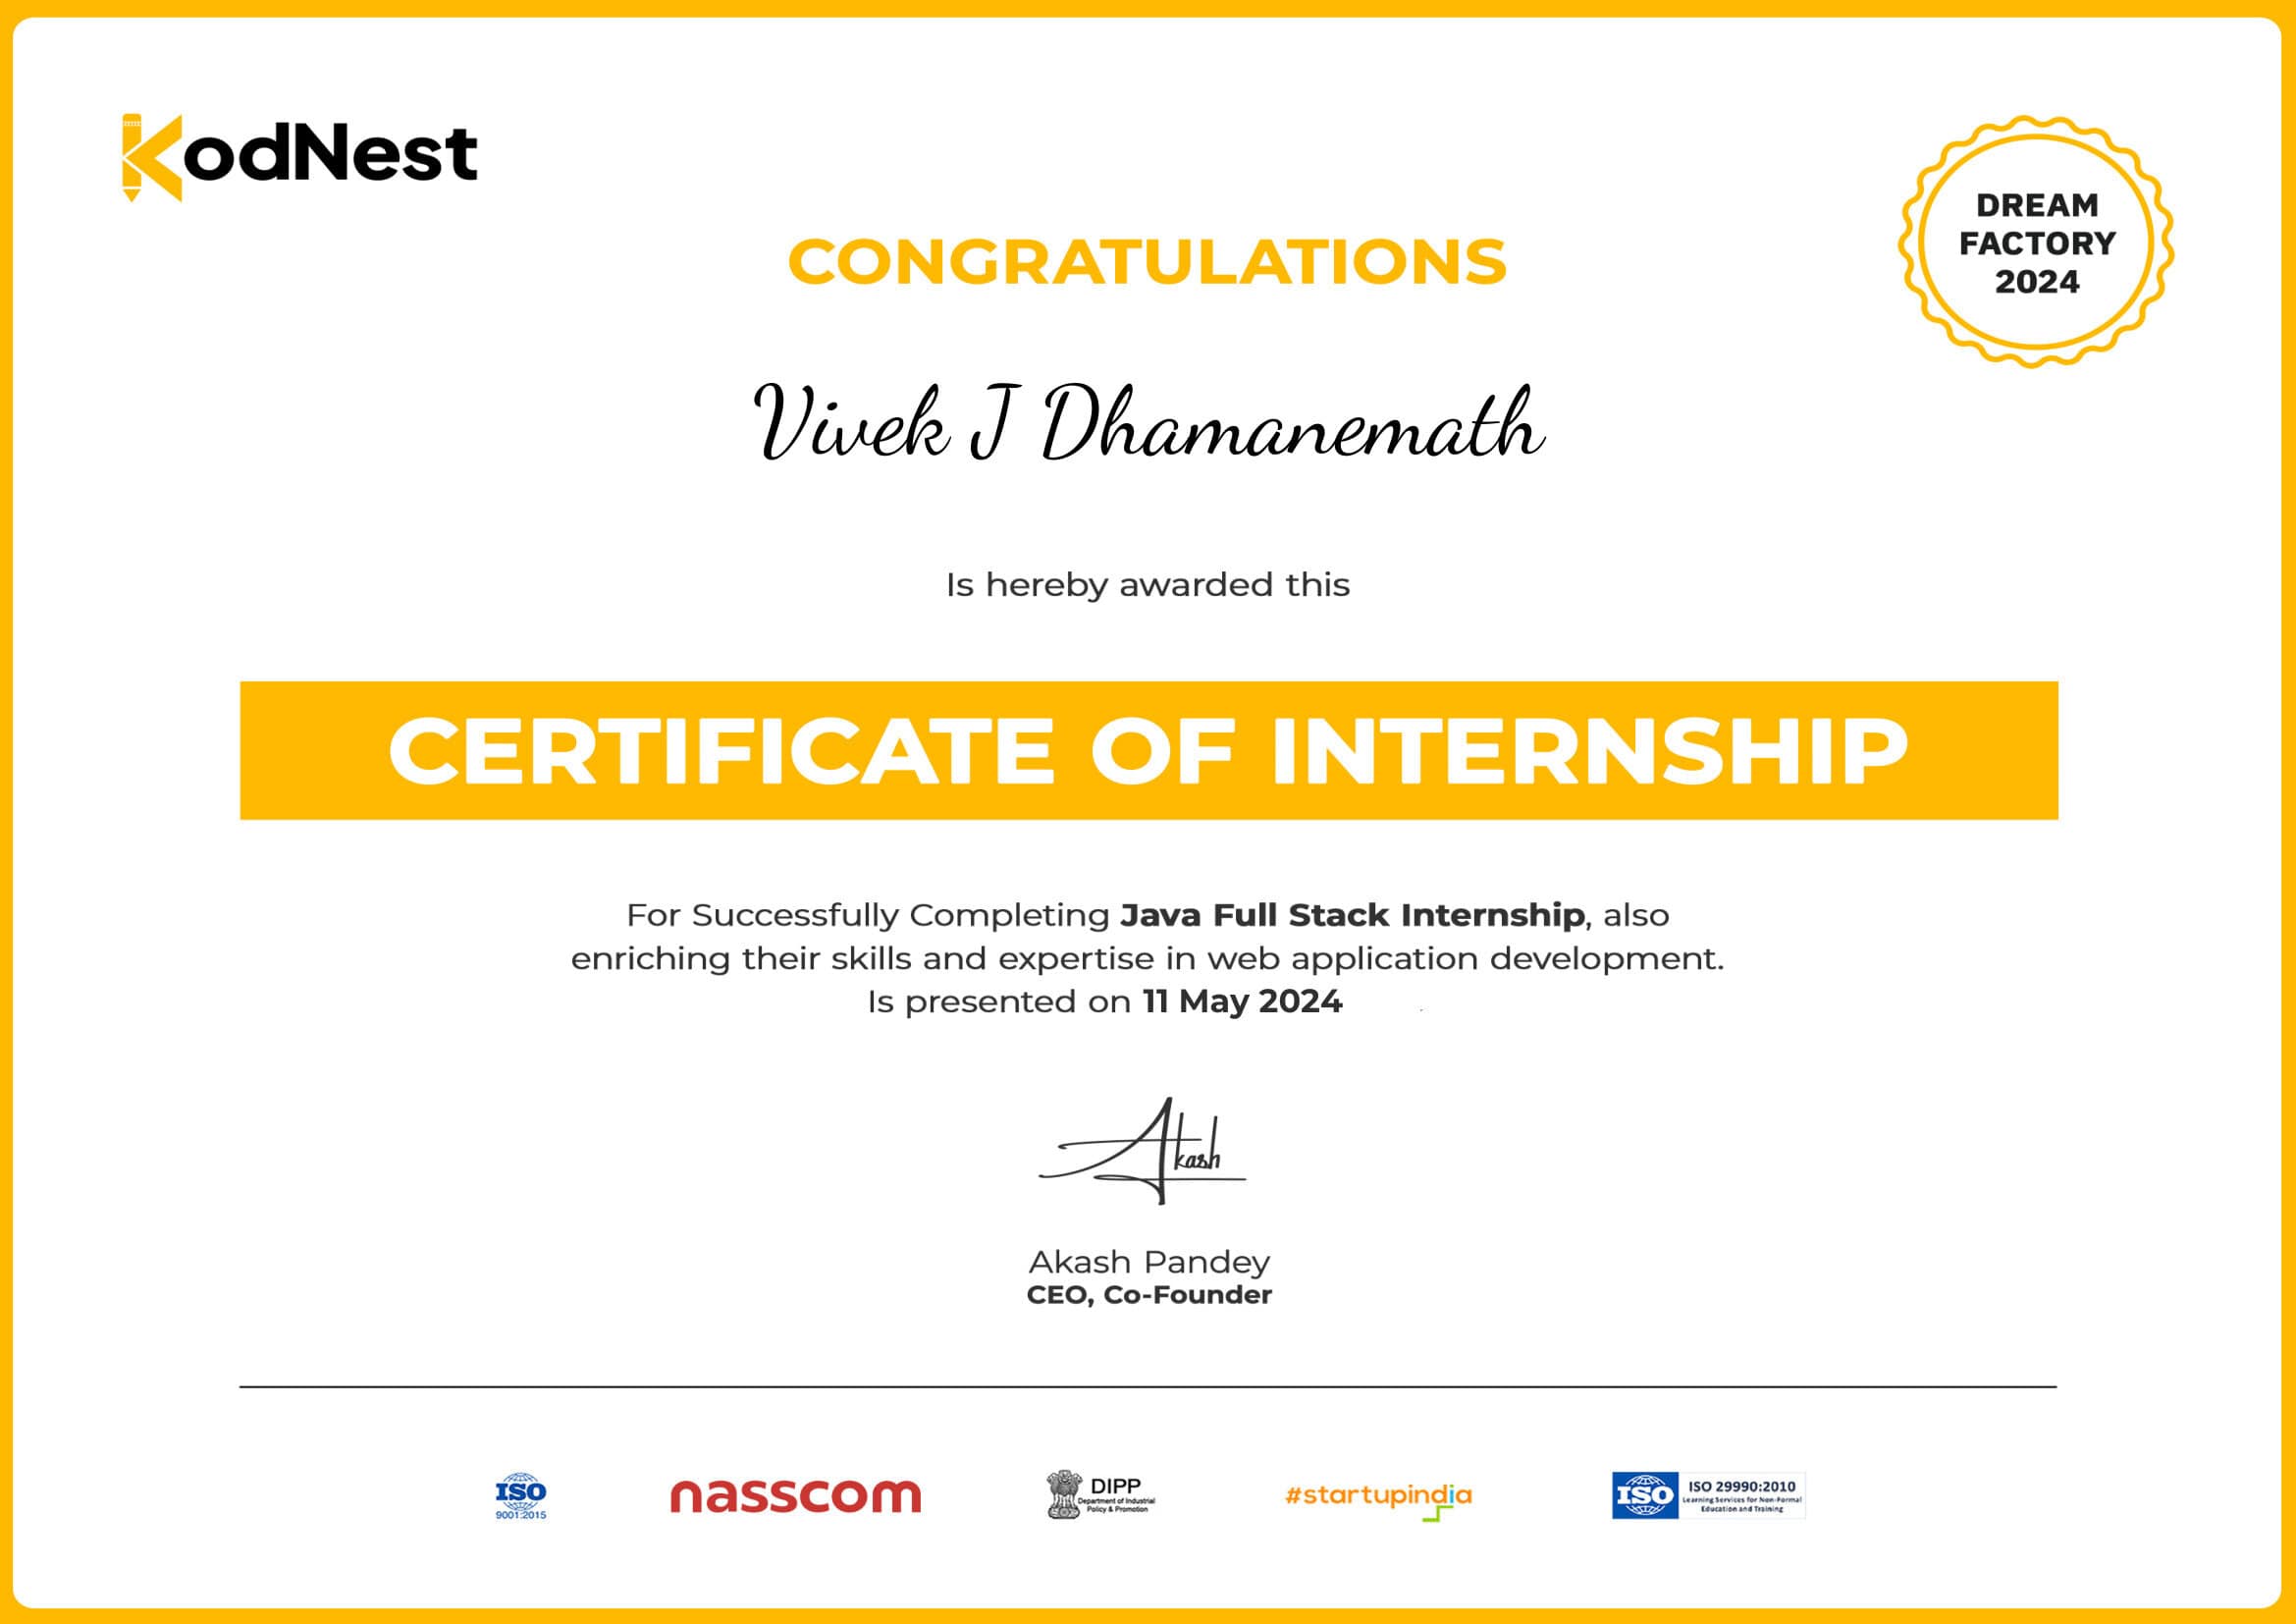 KodNest
DREAM
FACTORY
2024
CONGRATULATIONS
Vivek J Dhamanemath
Is hereby awarded this
CERTIFICATE OF INTERNSHIP
For Successfully Completing Java Full Stack Internship, also
enriching their skills and expertise in web application development.
Is presented on 11 May 2024
Akash
Akash Pandey
CEO, Co-Founder
ISO
9001:2015
nasscom
DIPP
Department of Industrial
Policy & Promotion
#startupindia
ISO
ISO 29990:2010
Learning Services for Non-Formal
Education and Training